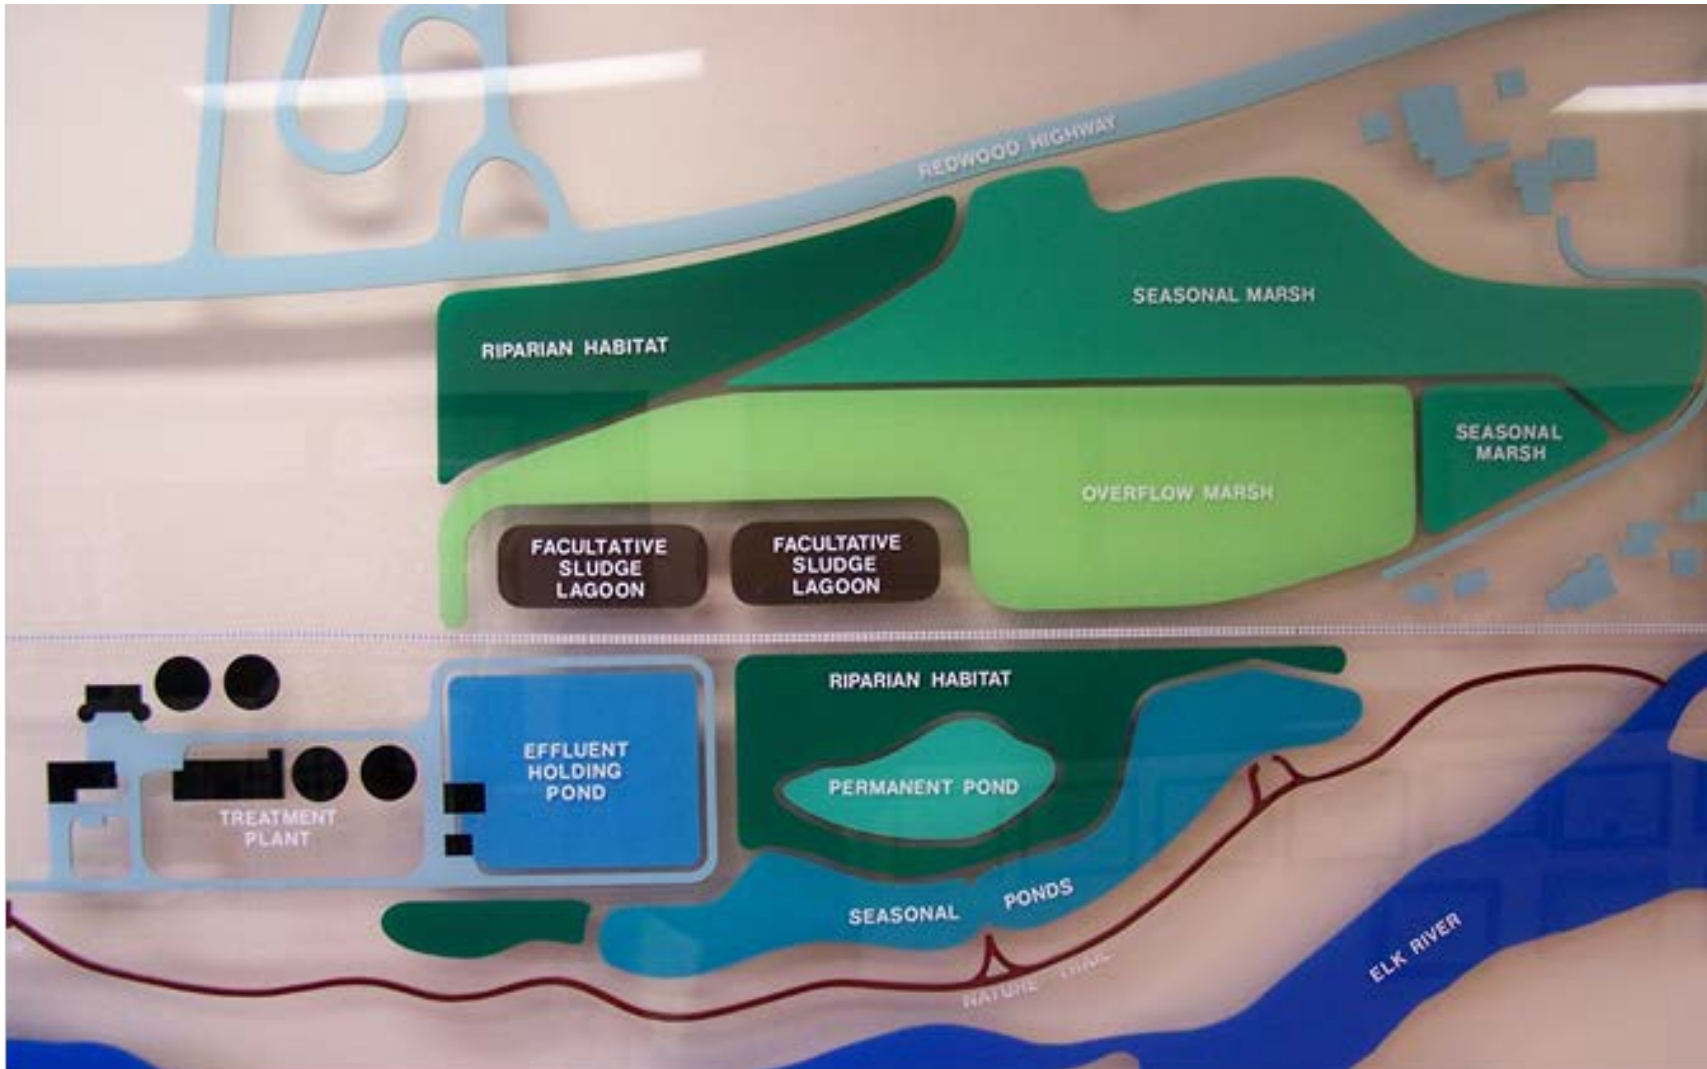 REDWOOD HIGHWAY
SEASONAL MARSH
RIPARIAN HABITAT
SEASONAL
MARSH
OVERFLOW MARSH
FACULTATIVE
SLUDGE
LAGOON
FACULTATIVE
SLUDGE
LAGOON
RIPARIAN HABITAT
EFFLUENT
HOLDING
POND
PERMANENT POND
TREATMENT
PLANT
SEASONAL PONDS
ELK RIVER
NATURE TRAIL